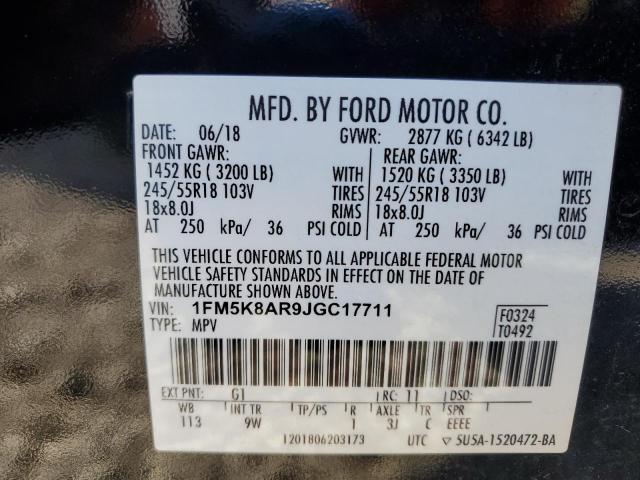 MFD. BY FORD MOTOR CO.
DATE: 06/18 GVWR: 2877 KG ( 6342 LB)
FRONT GAWR: REAR GAWR:
1452 KG ( 3200 LB) WITH 1520 KG ( 3350 LB) WITH
245/55R18 103V TIRES 245/55R18 103V TIRES
18x8.0J RIMS 18x8.0J RIMS
AT 250 kPa/ 36 PSI COLD AT 250 kPa/ 36 PSI COLD
THIS VEHICLE CONFORMS TO ALL APPLICABLE FEDERAL MOTOR
VEHICLE SAFETY STANDARDS IN EFFECT ON THE DATE OF
MANUFACTURE SHOWN ABOVE.
VIN: 1FM5K8AR9JGC17711 F0324
TYPE: MPV T0492
EXT PNT: G1 RC: 11 DSO:
WB INT TR TP/PS R AXLE TR SPR
113 9W 1 3J C EEEE
1201806203173 UTC ▽ 5U5A-1520472-BA